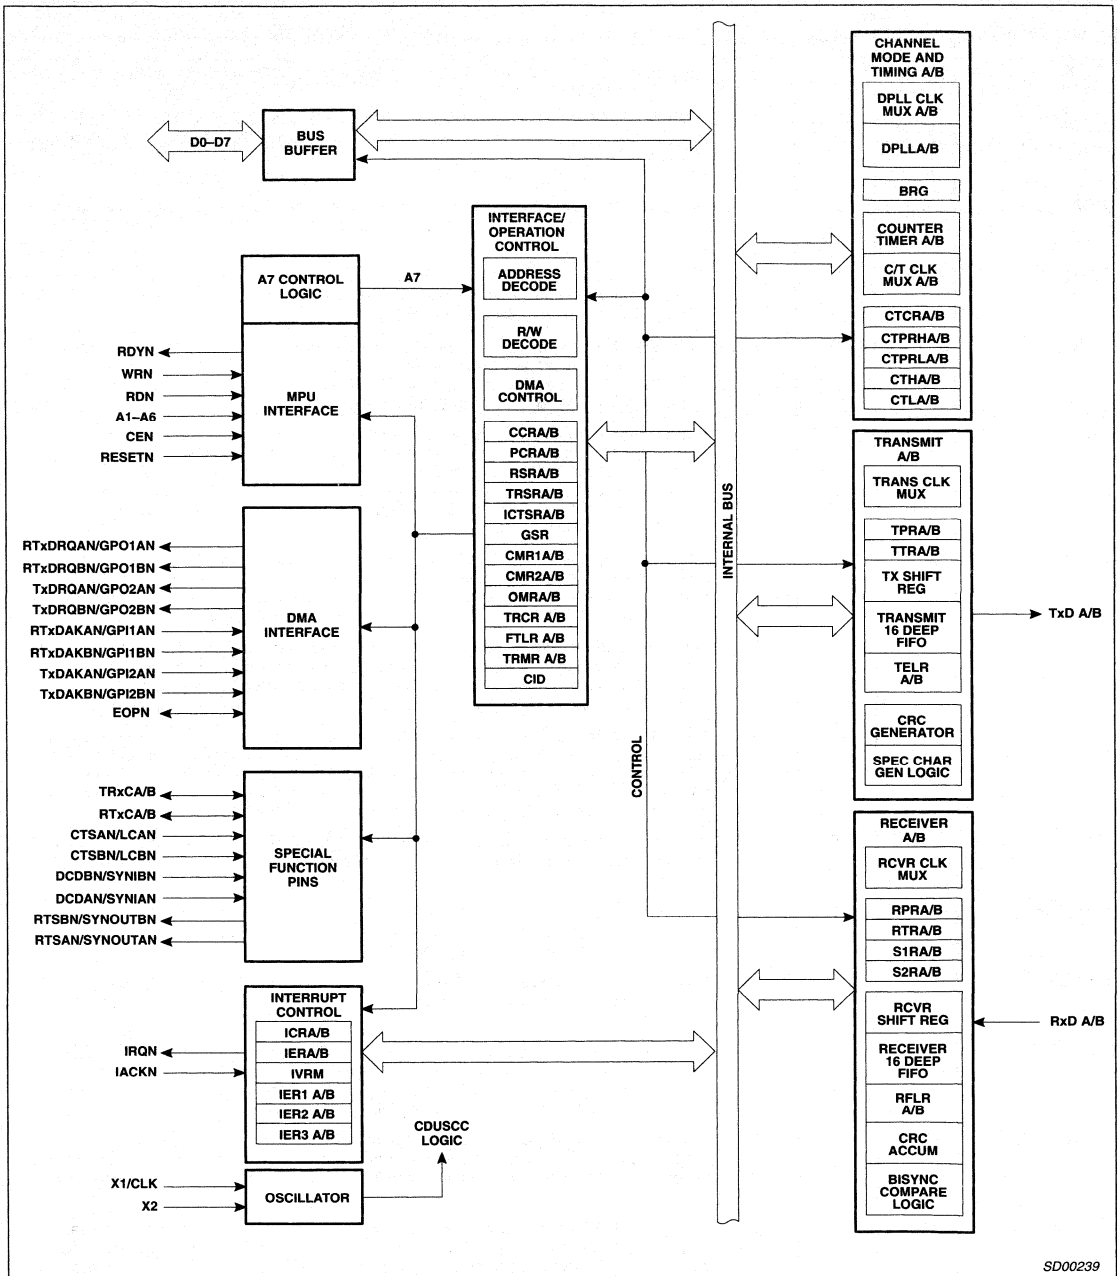 D0–D7
BUS
BUFFER
A7 CONTROL
LOGIC
A7
MPU
INTERFACE
RDYN
WRN
RDN
A1–A6
CEN
RESETN
DMA
INTERFACE
RTxDRQAN/GPO1AN
RTxDRQBN/GPO1BN
TxDRQAN/GPO2AN
TxDRQBN/GPO2BN
RTxDAKAN/GPI1AN
RTxDAKBN/GPI1BN
TxDAKAN/GPI2AN
TxDAKBN/GPI2BN
EOPN
SPECIAL
FUNCTION
PINS
TRxCA/B
RTxCA/B
CTSAN/LCAN
CTSBN/LCBN
DCDBN/SYNIBN
DCDAN/SYNIAN
RTSBN/SYNOUTBN
RTSAN/SYNOUTAN
INTERRUPT
CONTROL
ICRA/B
IERA/B
IVRM
IER1 A/B
IER2 A/B
IER3 A/B
IRQN
IACKN
OSCILLATOR
X1/CLK
X2
CDUSCC
LOGIC
INTERFACE/
OPERATION
CONTROL
ADDRESS
DECODE
R/W
DECODE
DMA
CONTROL
CCRA/B
PCRA/B
RSRA/B
TRSRA/B
ICTSRA/B
GSR
CMR1A/B
CMR2A/B
OMRA/B
TRCR A/B
FTLR A/B
TRMR A/B
CID
CONTROL
INTERNAL BUS
CHANNEL
MODE AND
TIMING A/B
DPLL CLK
MUX A/B
DPLLA/B
BRG
COUNTER
TIMER A/B
C/T CLK
MUX A/B
CTCRA/B
CTPRHA/B
CTPRLA/B
CTHA/B
CTLA/B
TRANSMIT
A/B
TRANS CLK
MUX
TPRA/B
TTRA/B
TX SHIFT
REG
TRANSMIT
16 DEEP
FIFO
TELR
A/B
CRC
GENERATOR
SPEC CHAR
GEN LOGIC
TxD A/B
RECEIVER
A/B
RCVR CLK
MUX
RPRA/B
RTRA/B
S1RA/B
S2RA/B
RCVR
SHIFT REG
RECEIVER
16 DEEP
FIFO
RFLR
A/B
CRC
ACCUM
BISYNC
COMPARE
LOGIC
RxD A/B
SD00239